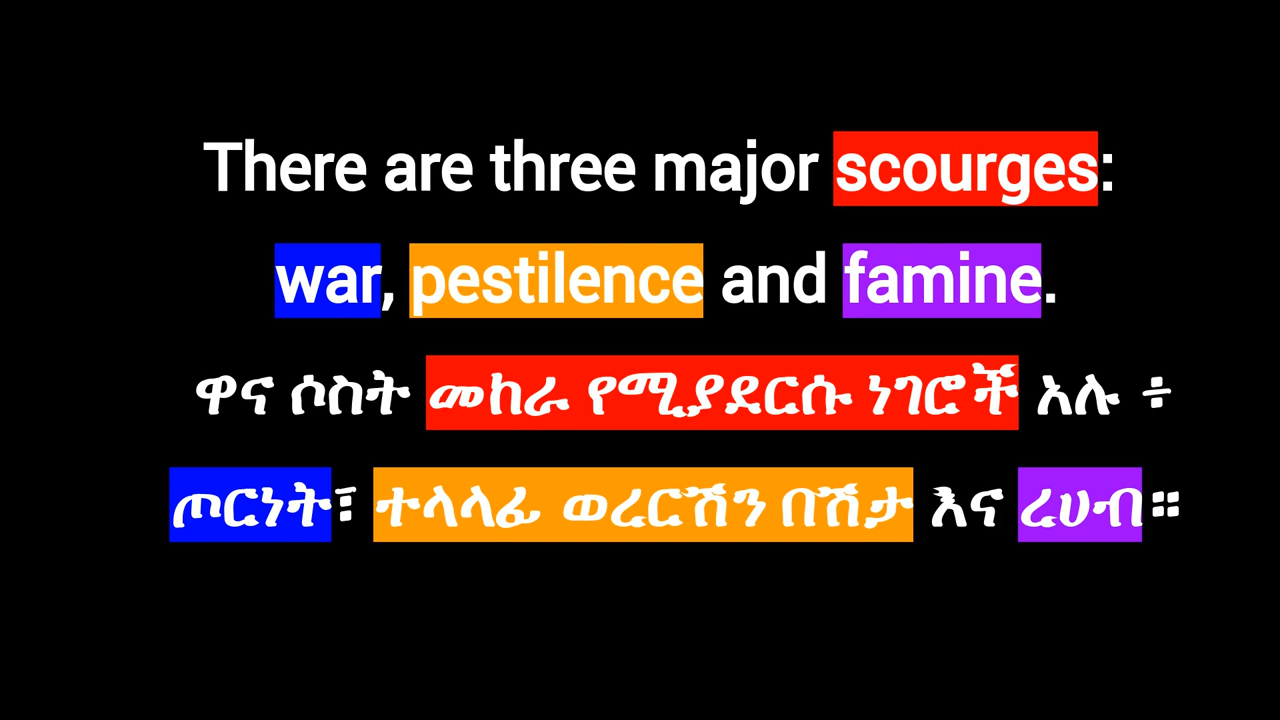 There are three major scourges:
war, pestilence and famine.
ዋና ሶስት መከራ የሚያደርሱ ነገሮች አሉ ÷
ጦርነት፣ ተላላፊ ወረርሽን በሽታ እና ረሀብ።